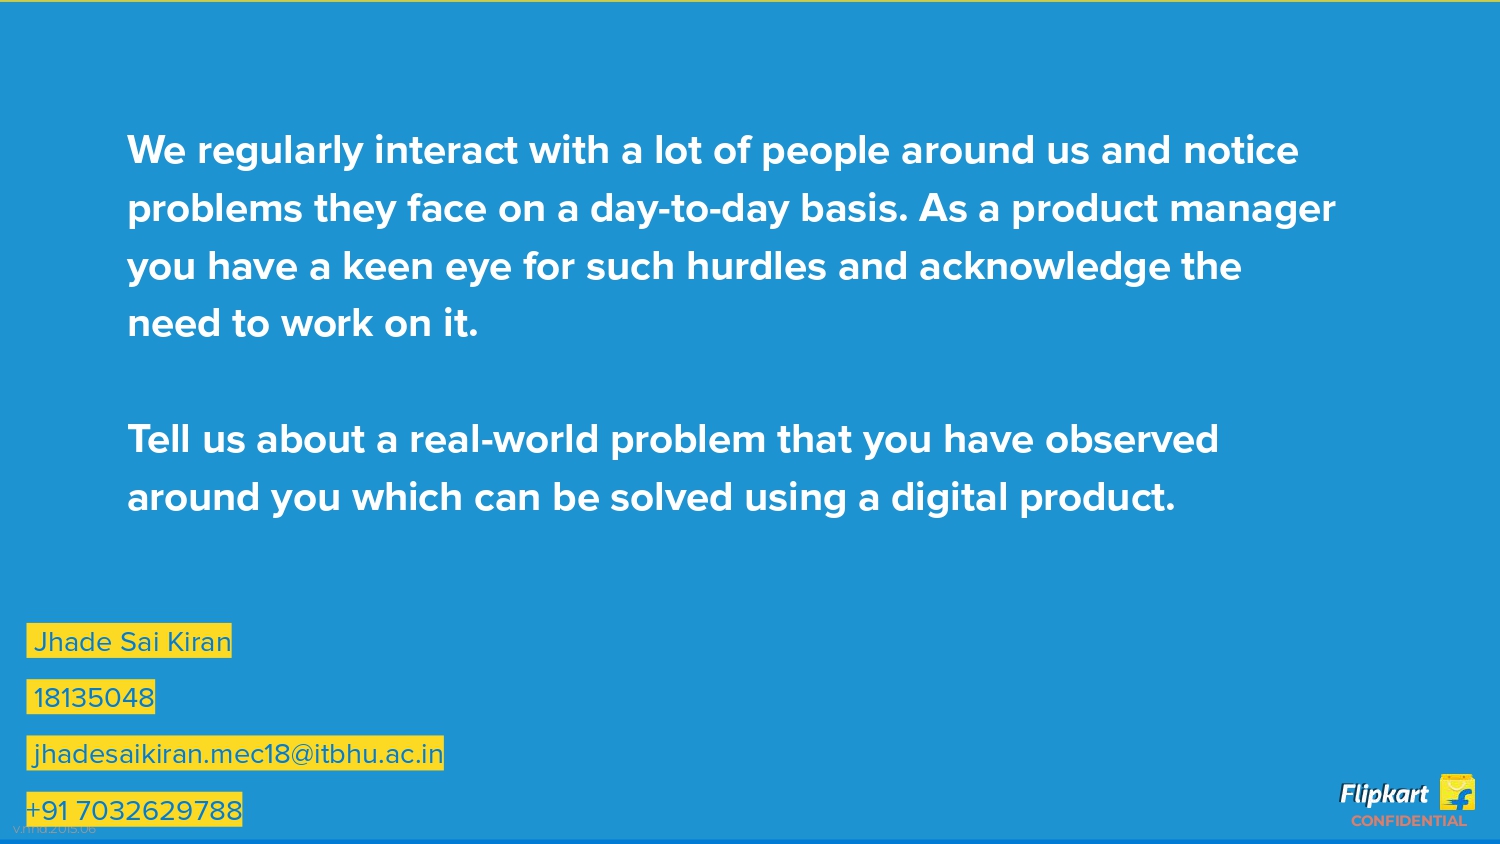 We regularly interact with a lot of people around us and notice
problems they face on a day-to-day basis. As a product manager
you have a keen eye for such hurdles and acknowledge the
need to work on it.
Tell us about a real-world problem that you have observed
around you which can be solved using a digital product.
Jhade Sai Kiran
18135048
jhadesaikiran.mec18@itbhu.ac.in
+91 7032629788
Flipkart
CONFIDENTIAL